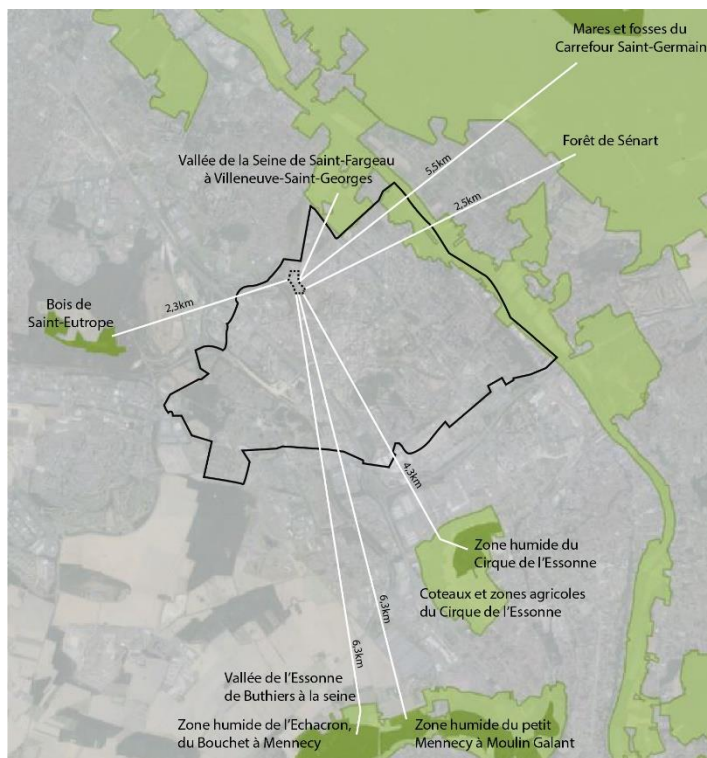 Mares et fosses du
Carrefour Saint-Germain
5,5km
Forêt de Sénart
2,5km
Vallée de la Seine de Saint-Fargeau
à Villeneuve-Saint-Georges
Bois de
Saint-Eutrope
2,3km
4,3km
Zone humide du
Cirque de l'Essonne
Coteaux et zones agricoles
du Cirque de l'Essonne
6,3km
6,3km
Vallée de l'Essonne
de Buthiers à la seine
Zone humide de l'Echacron,
du Bouchet à Mennecy
Zone humide du petit
Mennecy à Moulin Galant